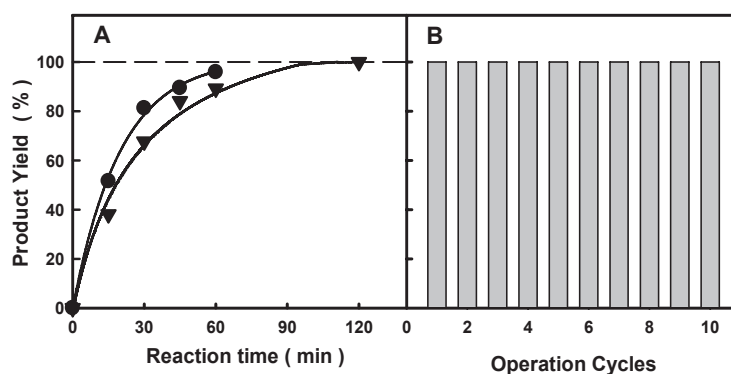 A
B
100
80
60
40
20
0
Product Yield ( % )
0 30 60 90 120
0 2 4 6 8 10
Reaction time ( min )
Operation Cycles